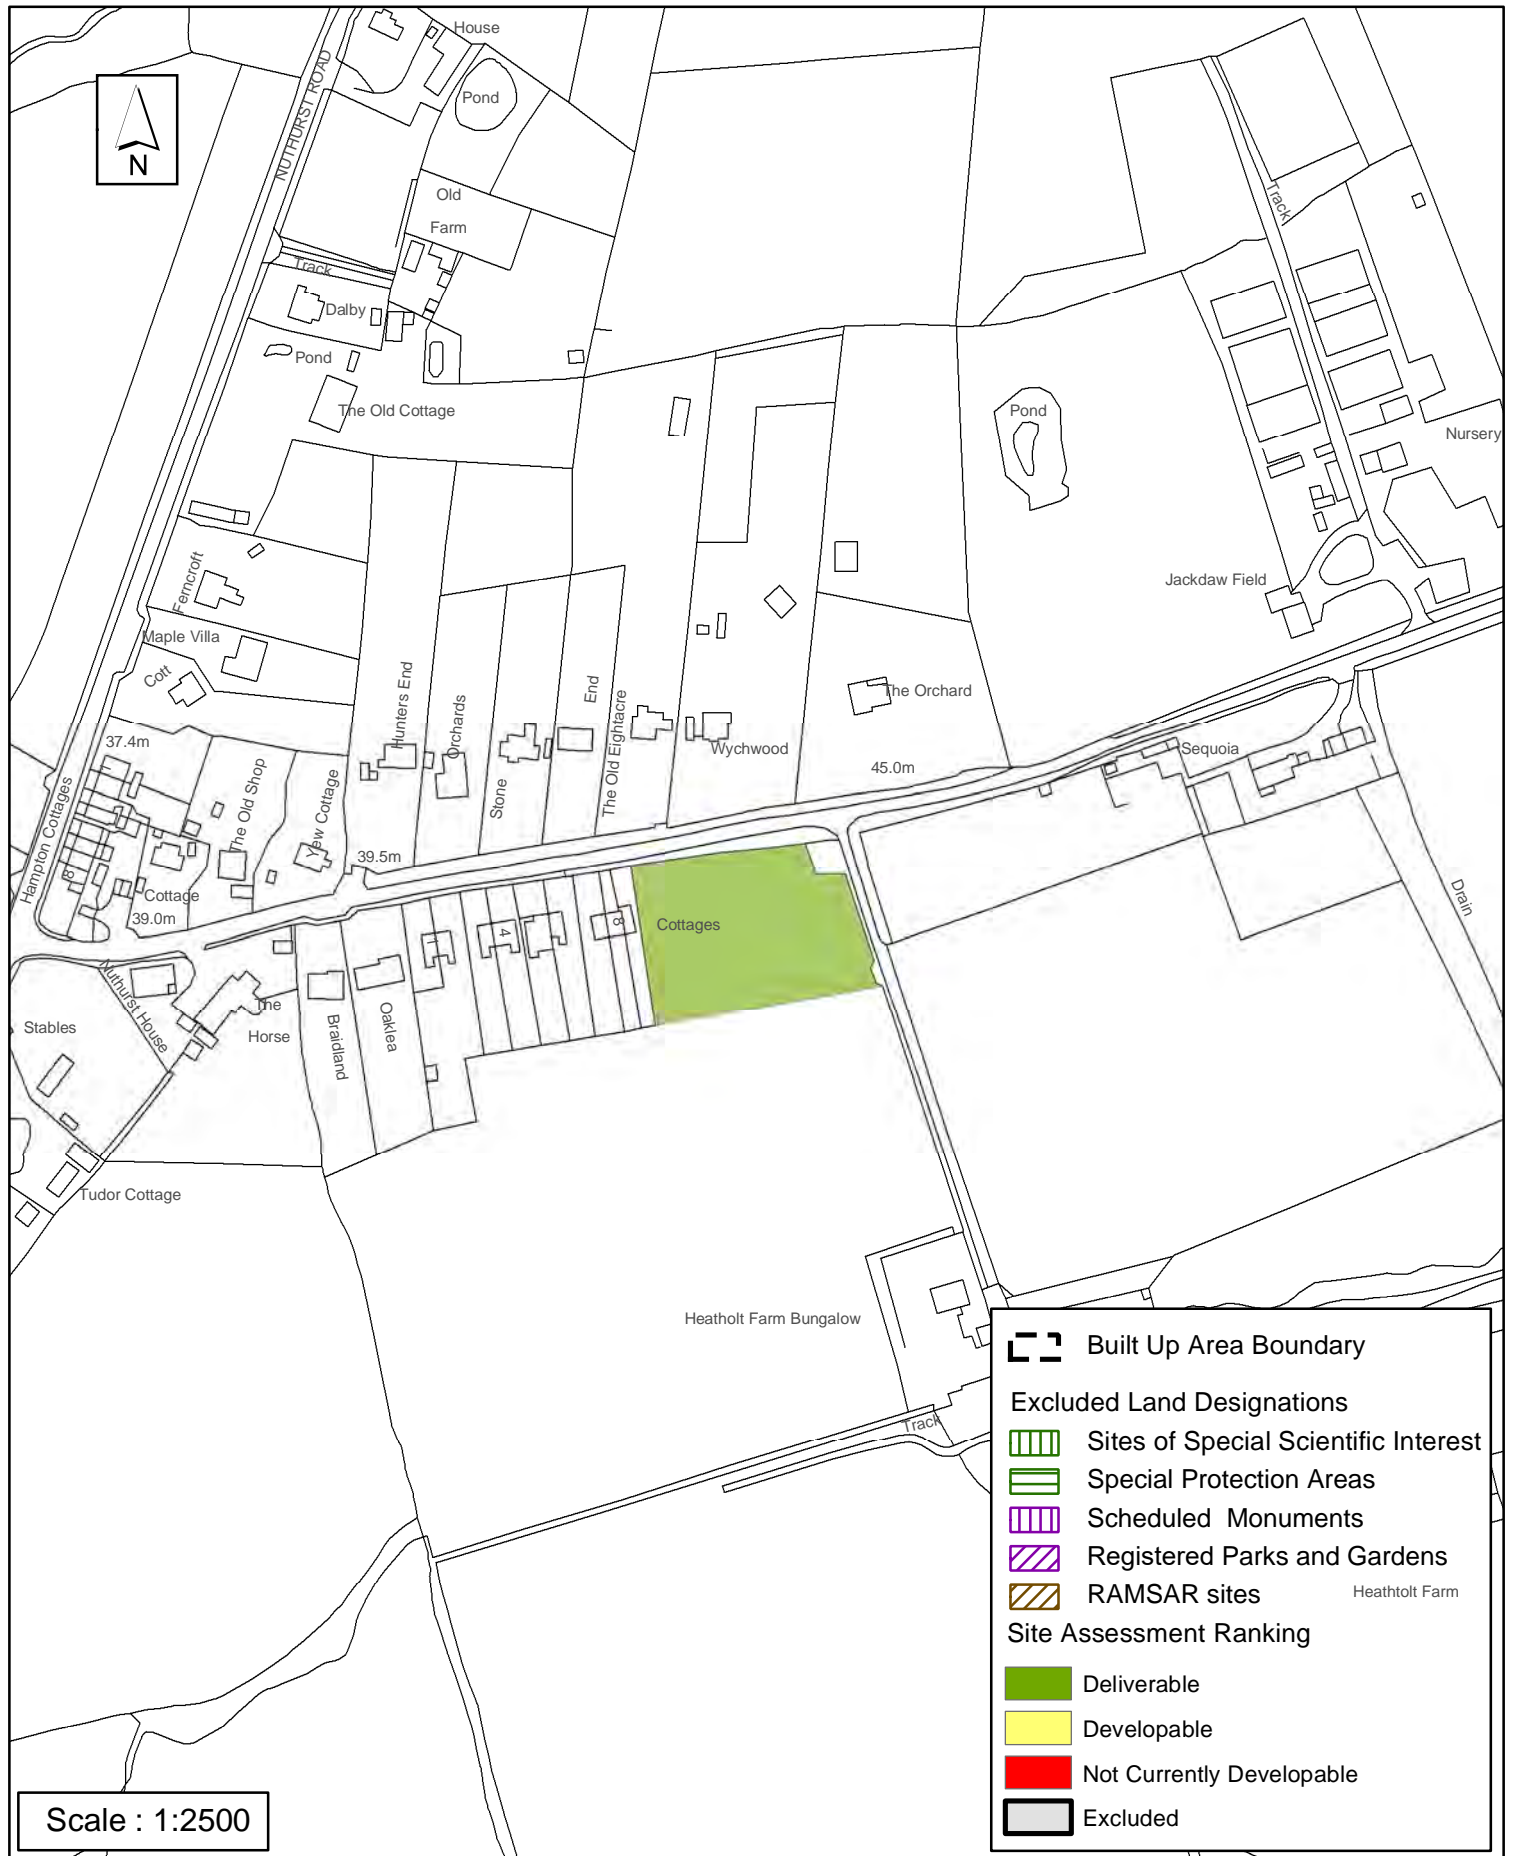 House
NUTHURST ROAD
Pond
N
Old
Farm
Track
Track
Dalby
Pond
The Old Cottage
Pond
Nursery
Ferncroft
Jackdaw Field
Maple Villa
Cott
Hunters End
Orchards
End
The Old Eightacre
The Orchard
37.4m
Wychwood
Sequoia
45.0m
Stone
The Old Shop
Yew Cottage
Hampton Cottages
39.5m
8
Cottage
39.0m
Drain
1
4
8
Cottages
Nuthurst House
The
Horse
Stables
Braidland
Oaklea
Tudor Cottage
Heatholt Farm Bungalow
Track
Built Up Area Boundary
Excluded Land Designations
Sites of Special Scientific Interest
Special Protection Areas
Scheduled Monuments
Registered Parks and Gardens
RAMSAR sites
Heathtolt Farm
Site Assessment Ranking
Deliverable
Developable
Not Currently Developable
Excluded
Scale : 1:2500